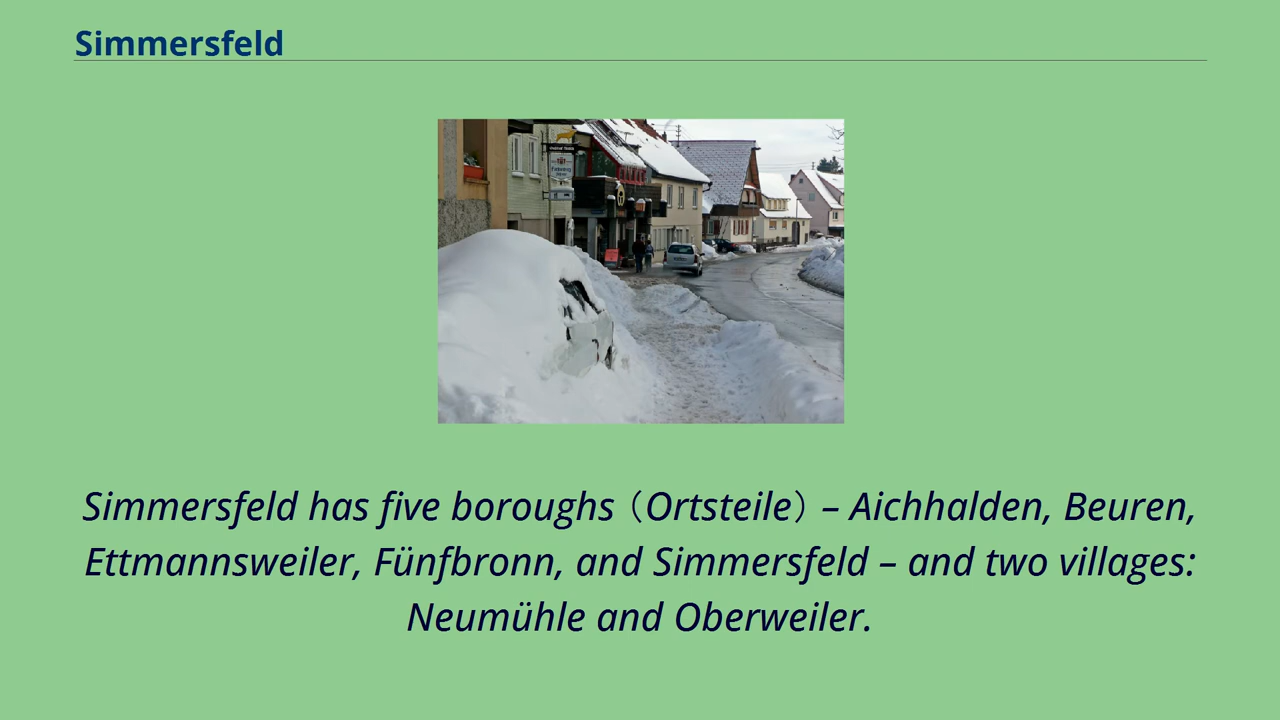 Simmersfeld
Simmersfeld has five boroughs (Ortsteile) – Aichhalden, Beuren,
Ettmannsweiler, Fünfbronn, and Simmersfeld – and two villages:
Neumühle and Oberweiler.